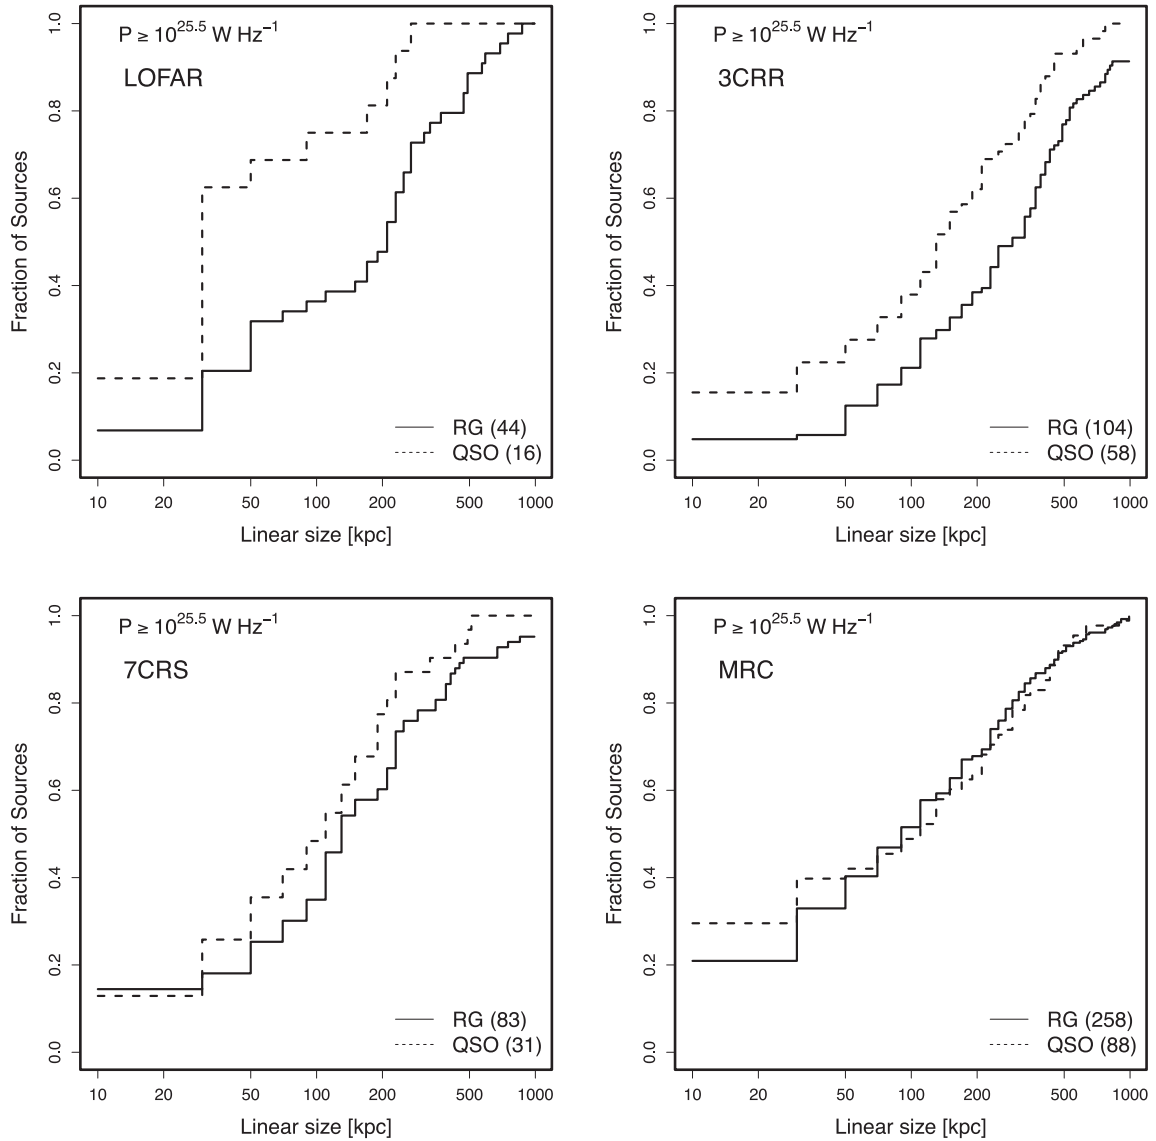 P ≥ 10^25.5 W Hz^−1
LOFAR
Fraction of Sources
0.0 0.2 0.4 0.6 0.8 1.0
RG (44)
QSO (16)
10 20 50 100 200 500 1000
Linear size [kpc]
P ≥ 10^25.5 W Hz^−1
3CRR
Fraction of Sources
0.0 0.2 0.4 0.6 0.8 1.0
RG (104)
QSO (58)
10 20 50 100 200 500 1000
Linear size [kpc]
P ≥ 10^25.5 W Hz^−1
7CRS
Fraction of Sources
0.0 0.2 0.4 0.6 0.8 1.0
RG (83)
QSO (31)
10 20 50 100 200 500 1000
Linear size [kpc]
P ≥ 10^25.5 W Hz^−1
MRC
Fraction of Sources
0.0 0.2 0.4 0.6 0.8 1.0
RG (258)
QSO (88)
10 20 50 100 200 500 1000
Linear size [kpc]